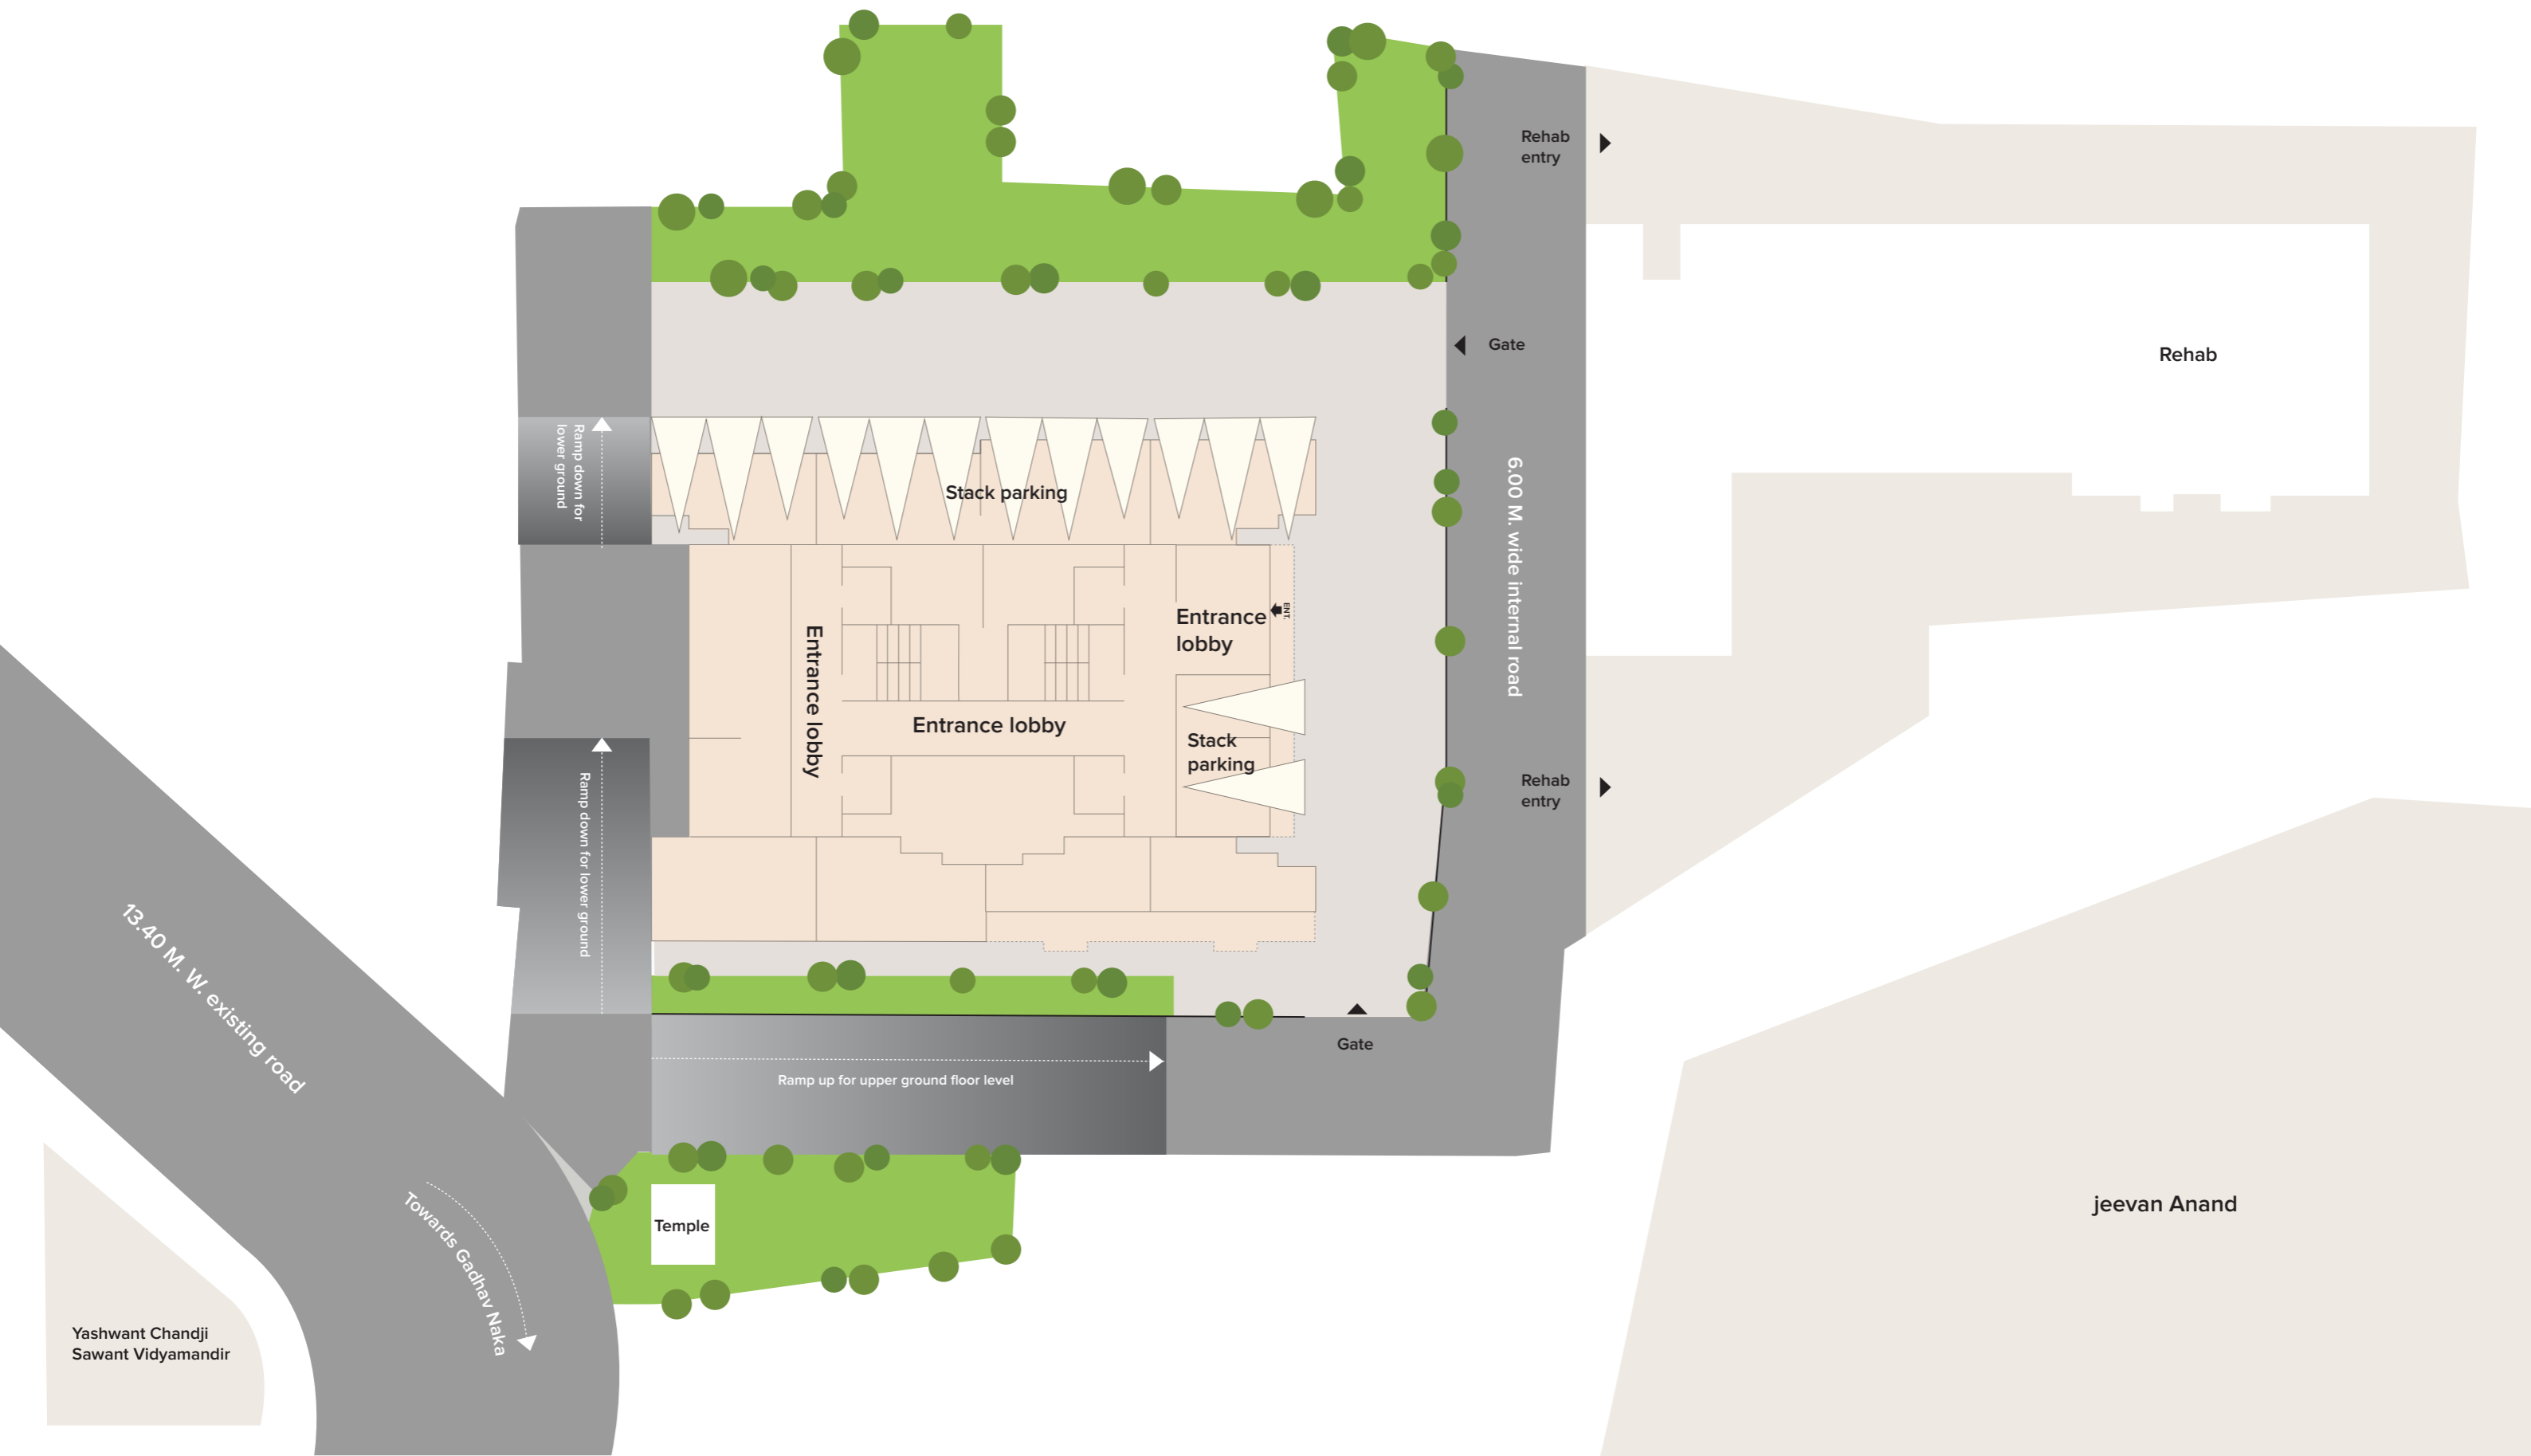 Rehab
entry
Gate
Rehab
Ramp down for
lower ground
Stack parking
6.00 M. wide internal road
Entrance
lobby
ENT.
Entrance lobby
Entrance lobby
Stack
parking
Rehab
entry
Ramp down for lower ground
13.40 M. W. existing road
Gate
Ramp up for upper ground floor level
Towards Gadhav Naka
Temple
jeevan Anand
Yashwant Chandji
Sawant Vidyamandir